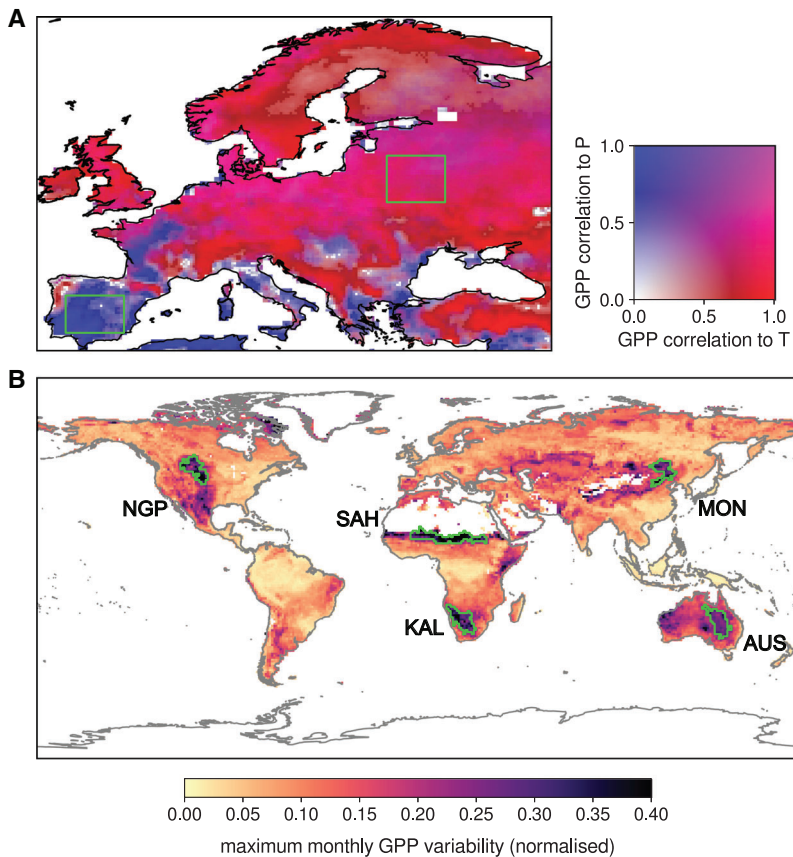 A
1.0
0.5
0.0
GPP correlation to P
0.0 0.5 1.0
GPP correlation to T
B
NGP
SAH
MON
KAL
AUS
0.00 0.05 0.10 0.15 0.20 0.25 0.30 0.35 0.40
maximum monthly GPP variability (normalised)